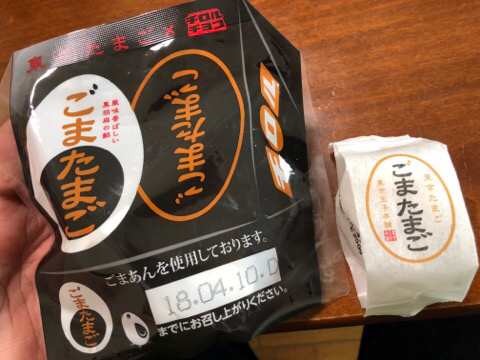 東京たまご×
チロル
チョコ
ごまたまご
風味香ばしい
黒胡麻の餡
ごまたまご
チロル
ごまあんを使用しております。
18.04.10.D
までにお召し上がりください。
ごまたまご
東京たまご
ごまたまご
東京玉子本舗